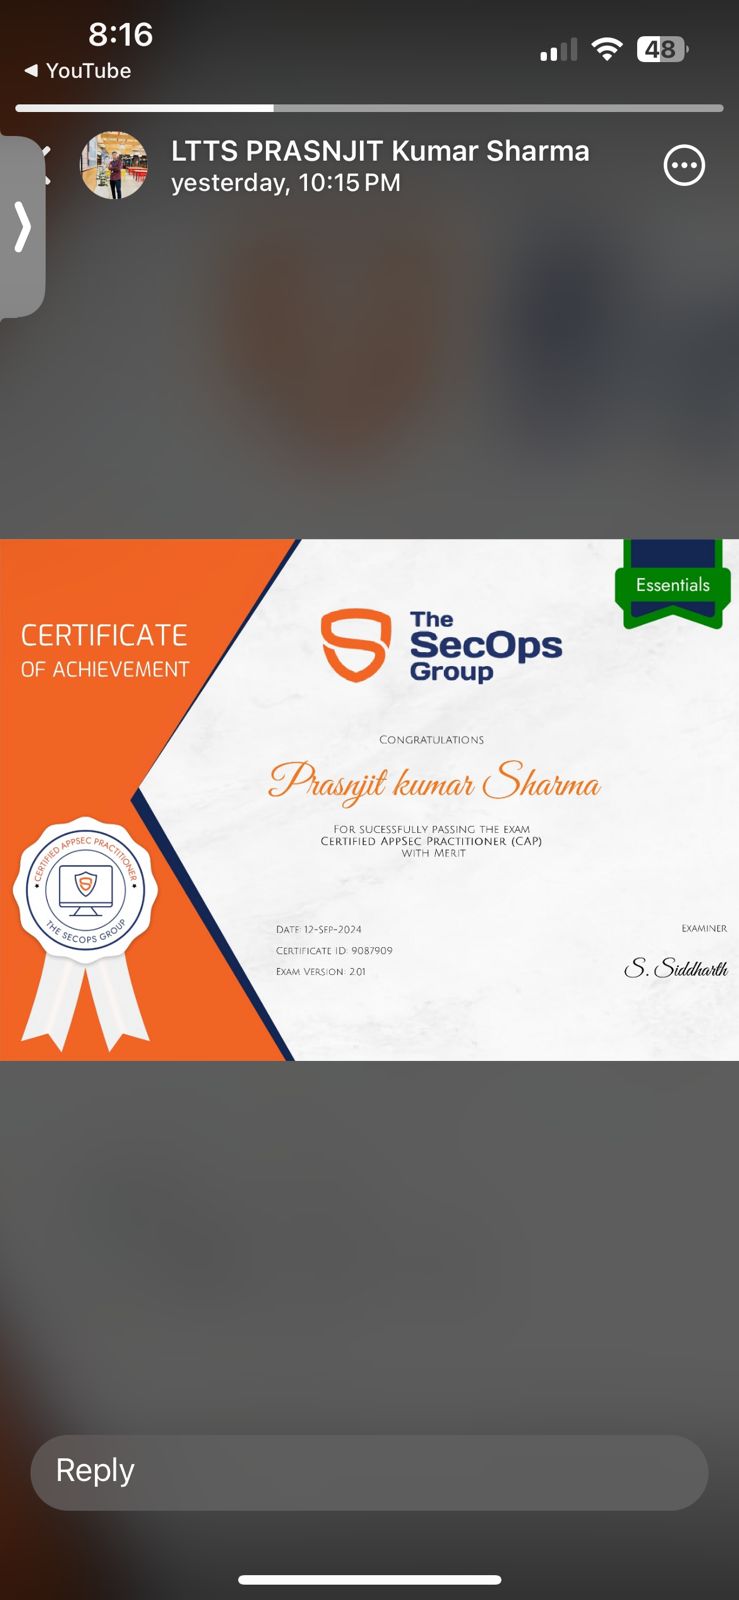 8:16
48
◀ YouTube
LTTS PRASNJIT Kumar Sharma
yesterday, 10:15 PM
Essentials
CERTIFICATE
OF ACHIEVEMENT
The
SecOps
Group
CONGRATULATIONS
Prasnjit kumar Sharma
FOR SUCESSFULLY PASSING THE EXAM
CERTIFIED APPSEC PRACTITIONER (CAP)
WITH MERIT
CERTIFIED APPSEC PRACTITIONER
THE SECOPS GROUP
DATE: 12-SEP-2024
CERTIFICATE ID: 9087909
EXAM VERSION: 2.01
EXAMINER
S. Siddharth
Reply